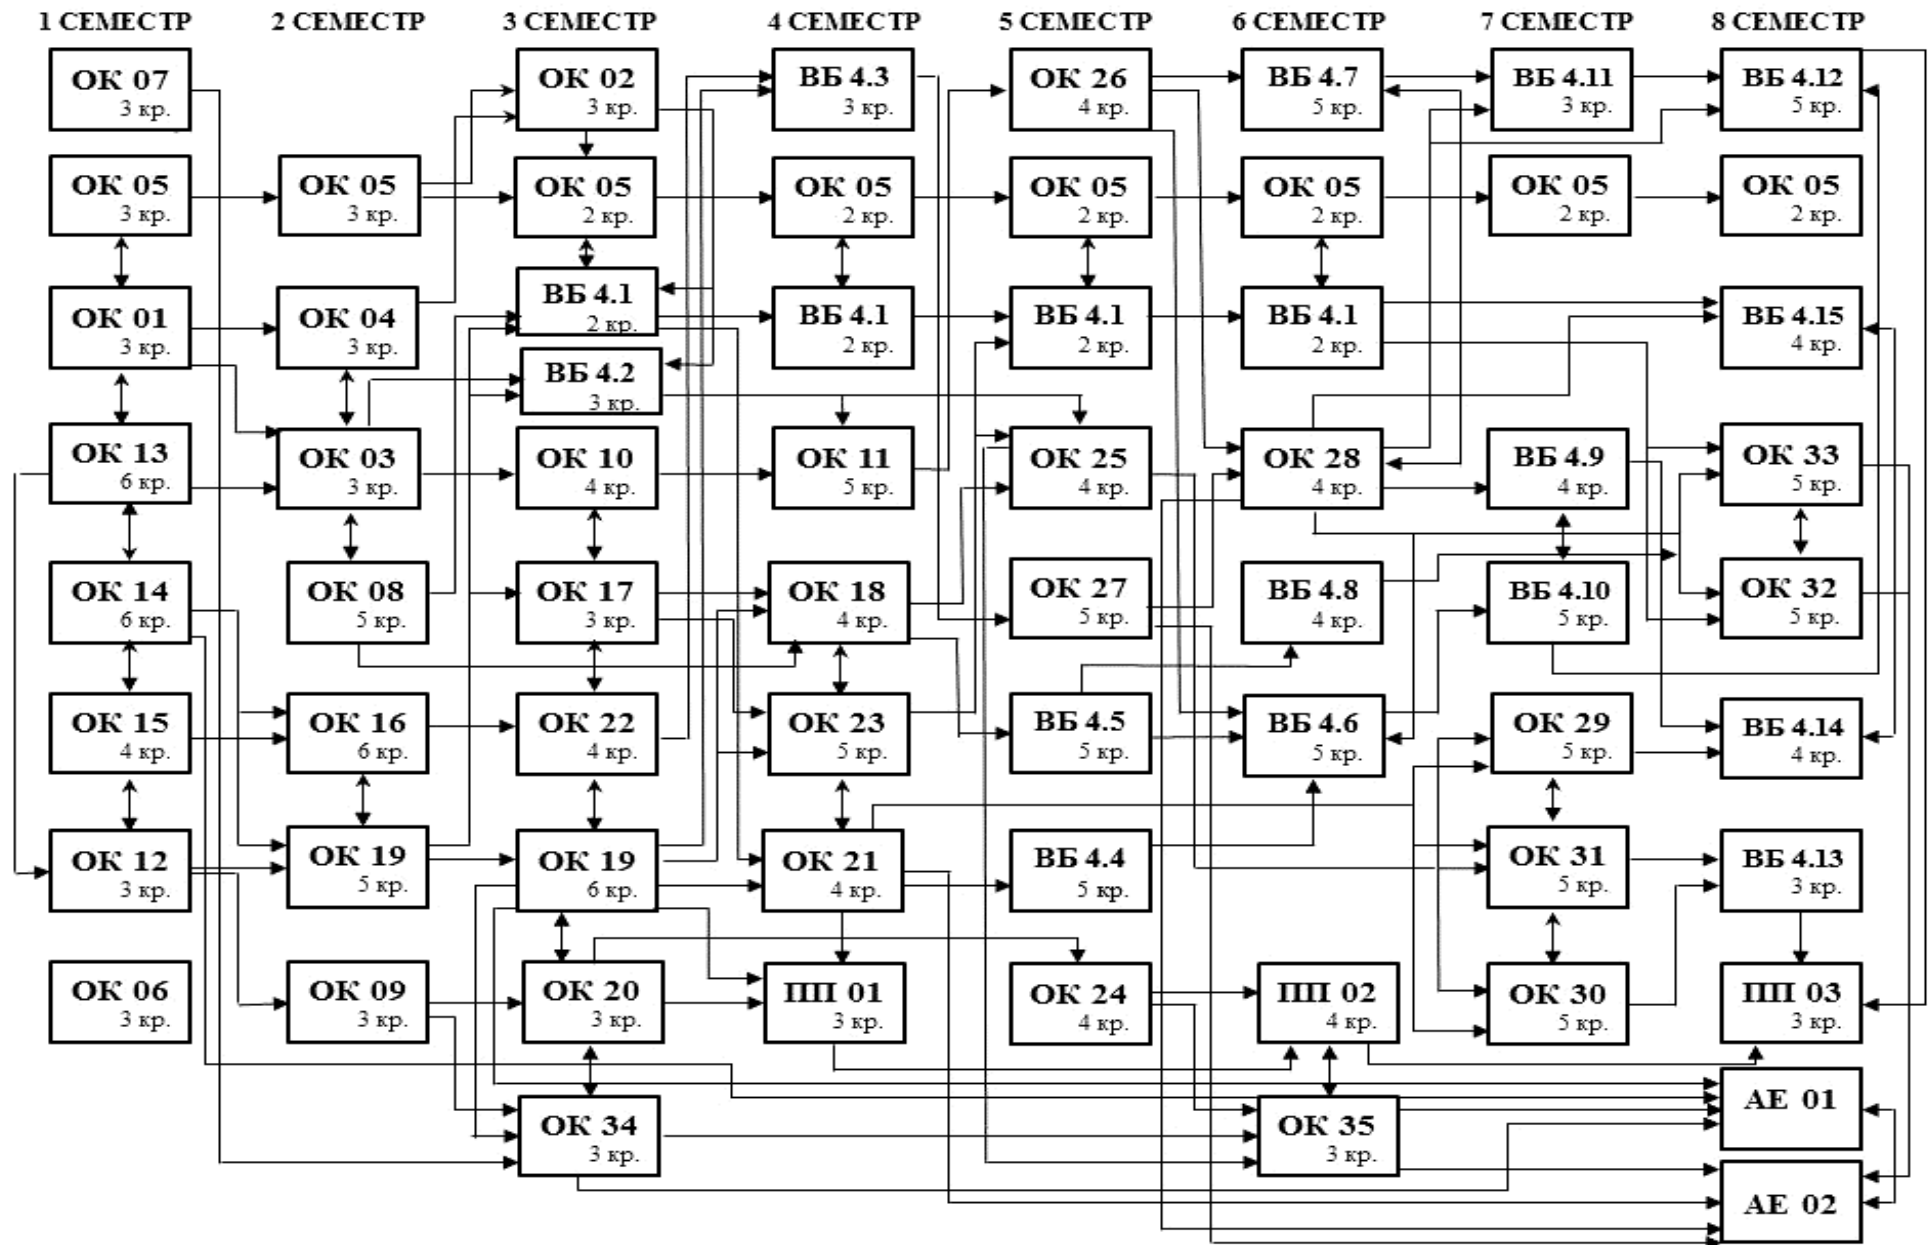 1 СЕМЕСТР 2 СЕМЕСТР 3 СЕМЕСТР 4 СЕМЕСТР 5 СЕМЕСТР 6 СЕМЕСТР 7 СЕМЕСТР 8 СЕМЕСТР
ОК 07 ОК 02 ВБ 4.3 ОК 26 ВБ 4.7 ВБ 4.11 ВБ 4.12
3 кр. 3 кр. 3 кр. 4 кр. 5 кр. 3 кр. 5 кр.
ОК 05 ОК 05 ОК 05 ОК 05 ОК 05 ОК 05 ОК 05 ОК 05
3 кр. 3 кр. 2 кр. 2 кр. 2 кр. 2 кр. 2 кр. 2 кр.
ОК 01 ОК 04 ВБ 4.1 ВБ 4.1 ВБ 4.1 ВБ 4.1 ВБ 4.15
3 кр. 3 кр. 2 кр. 2 кр. 2 кр. 2 кр. 4 кр.
ВБ 4.2
3 кр.
ОК 13 ОК 03 ОК 10 ОК 11 ОК 25 ОК 28 ВБ 4.9 ОК 33
6 кр. 3 кр. 4 кр. 5 кр. 4 кр. 4 кр. 4 кр. 5 кр.
ОК 14 ОК 08 ОК 17 ОК 18 ОК 27 ВБ 4.8 ВБ 4.10 ОК 32
6 кр. 5 кр. 3 кр. 4 кр. 5 кр. 4 кр. 5 кр. 5 кр.
ОК 15 ОК 16 ОК 22 ОК 23 ВБ 4.5 ВБ 4.6 ОК 29 ВБ 4.14
4 кр. 6 кр. 4 кр. 5 кр. 5 кр. 5 кр. 5 кр. 4 кр.
ОК 12 ОК 19 ОК 19 ОК 21 ВБ 4.4 ОК 31 ВБ 4.13
3 кр. 5 кр. 6 кр. 4 кр. 5 кр. 5 кр. 3 кр.
ОК 06 ОК 09 ОК 20 ПП 01 ОК 24 ПП 02 ОК 30 ПП 03
3 кр. 3 кр. 3 кр. 3 кр. 4 кр. 4 кр. 5 кр. 3 кр.
ОК 34 ОК 35 АЕ 01
3 кр. 3 кр.
АЕ 02